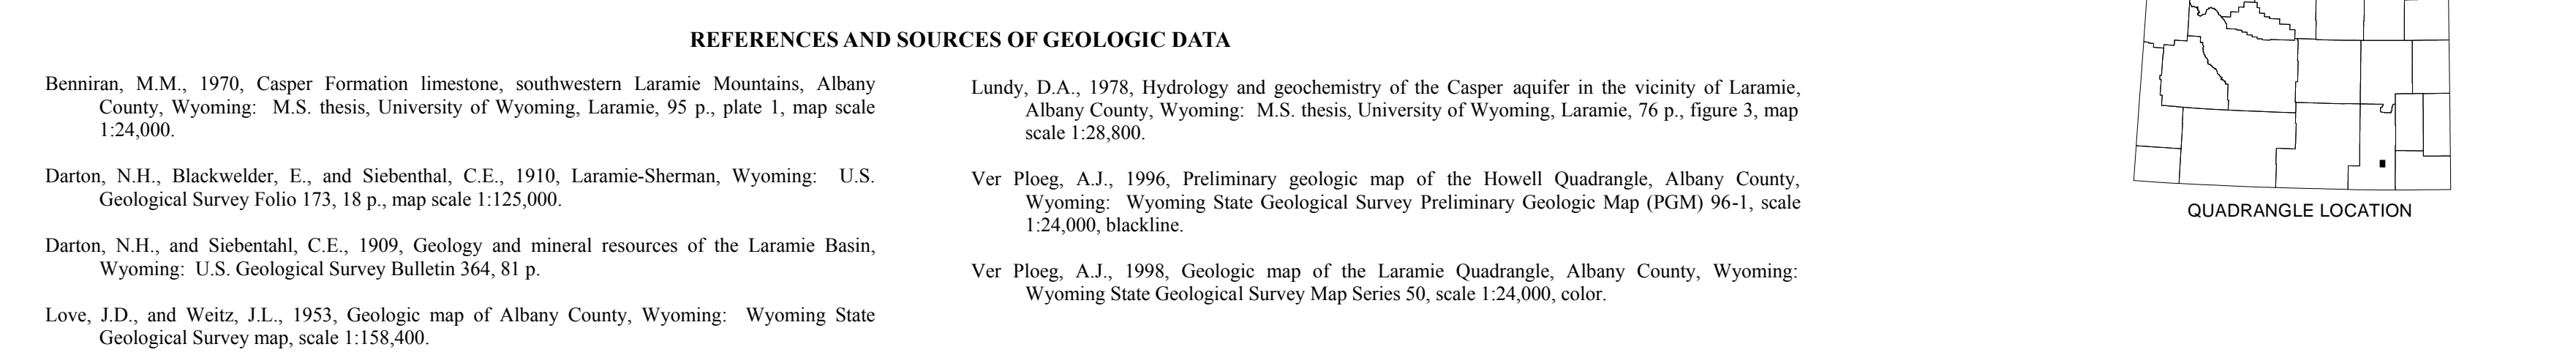 REFERENCES AND SOURCES OF GEOLOGIC DATA
Benniran, M.M., 1970, Casper Formation limestone, southwestern Laramie Mountains, Albany
County, Wyoming: M.S. thesis, University of Wyoming, Laramie, 95 p., plate 1, map scale
1:24,000.
Darton, N.H., Blackwelder, E., and Siebenthal, C.E., 1910, Laramie-Sherman, Wyoming: U.S.
Geological Survey Folio 173, 18 p., map scale 1:125,000.
Darton, N.H., and Siebentahl, C.E., 1909, Geology and mineral resources of the Laramie Basin,
Wyoming: U.S. Geological Survey Bulletin 364, 81 p.
Love, J.D., and Weitz, J.L., 1953, Geologic map of Albany County, Wyoming: Wyoming State
Geological Survey map, scale 1:158,400.
Lundy, D.A., 1978, Hydrology and geochemistry of the Casper aquifer in the vicinity of Laramie,
Albany County, Wyoming: M.S. thesis, University of Wyoming, Laramie, 76 p., figure 3, map
scale 1:28,800.
Ver Ploeg, A.J., 1996, Preliminary geologic map of the Howell Quadrangle, Albany County,
Wyoming: Wyoming State Geological Survey Preliminary Geologic Map (PGM) 96-1, scale
1:24,000, blackline.
Ver Ploeg, A.J., 1998, Geologic map of the Laramie Quadrangle, Albany County, Wyoming:
Wyoming State Geological Survey Map Series 50, scale 1:24,000, color.
QUADRANGLE LOCATION